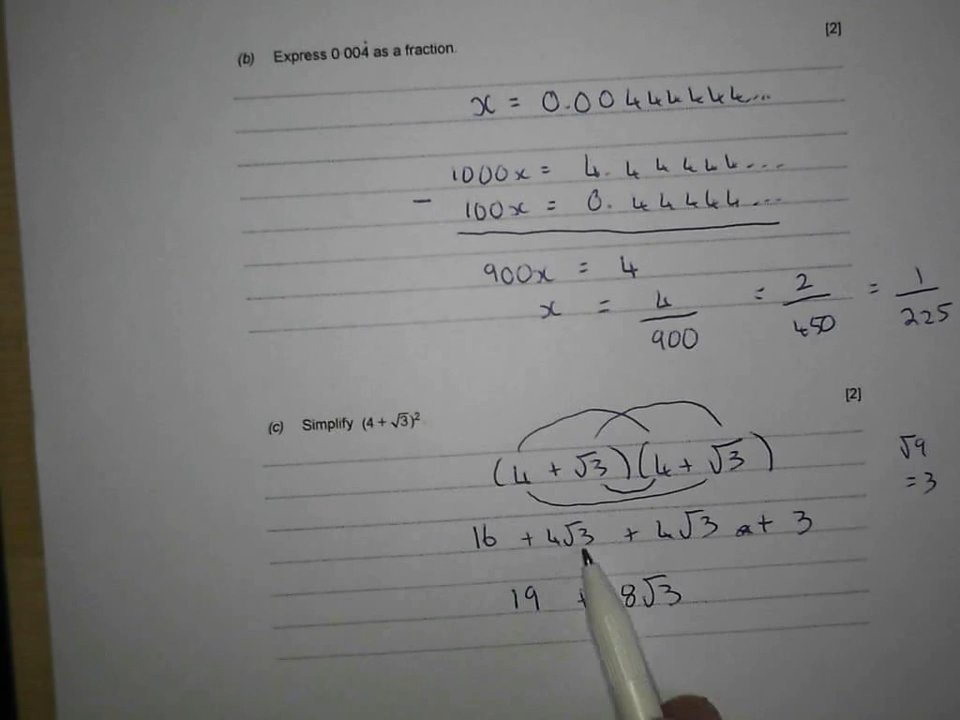 [2]
(b) Express 0.004̇ as a fraction.
x = 0.00444444...
1000x = 4.44444...
− 100x = 0.44444...
900x = 4
x = 4/900 = 2/450 = 1/225
[2]
(c) Simplify (4 + √3)²
(4 + √3)(4 + √3)
√9
= 3
16 + 4√3 + 4√3 + 3
19 + 8√3